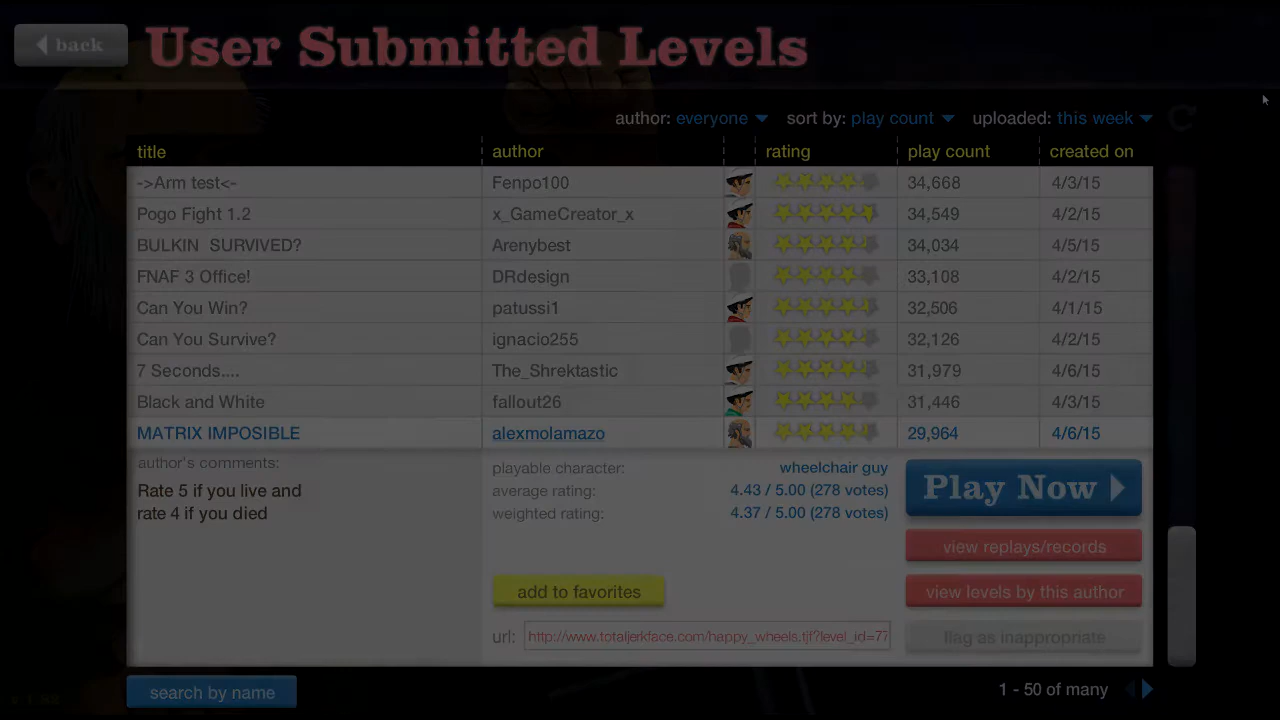 back
User Submitted Levels
author: everyone sort by: play count uploaded: this week
title author rating play count created on
->Arm test<- Fenpo100 34,668 4/3/15
Pogo Fight 1.2 x_GameCreator_x 34,549 4/2/15
BULKIN SURVIVED? Arenybest 34,034 4/5/15
FNAF 3 Office! DRdesign 33,108 4/2/15
Can You Win? patussi1 32,506 4/1/15
Can You Survive? ignacio255 32,126 4/2/15
7 Seconds.... The_Shrektastic 31,979 4/6/15
Black and White fallout26 31,446 4/3/15
MATRIX IMPOSIBLE alexmolamazo 29,964 4/6/15
author's comments:
Rate 5 if you live and
rate 4 if you died
playable character: wheelchair guy
average rating: 4.43 / 5.00 (278 votes)
weighted rating: 4.37 / 5.00 (278 votes)
add to favorites
url: http://www.totaljerkface.com/happy_wheels.tjf?level_id=77
Play Now
view replays/records
view levels by this author
flag as inappropriate
search by name
1 - 50 of many